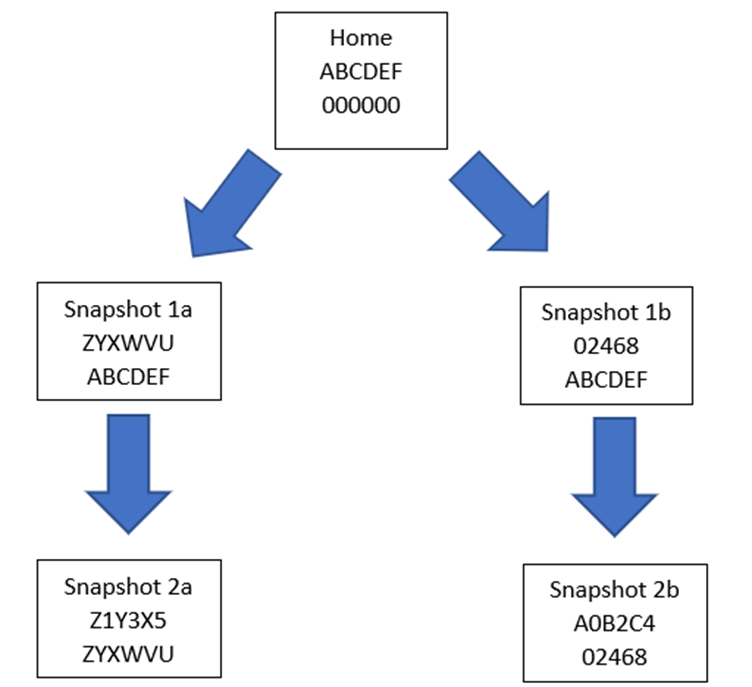 Home
ABCDEF
000000
Snapshot 1a
ZYXWVU
ABCDEF
Snapshot 1b
02468
ABCDEF
Snapshot 2a
Z1Y3X5
ZYXWVU
Snapshot 2b
A0B2C4
02468